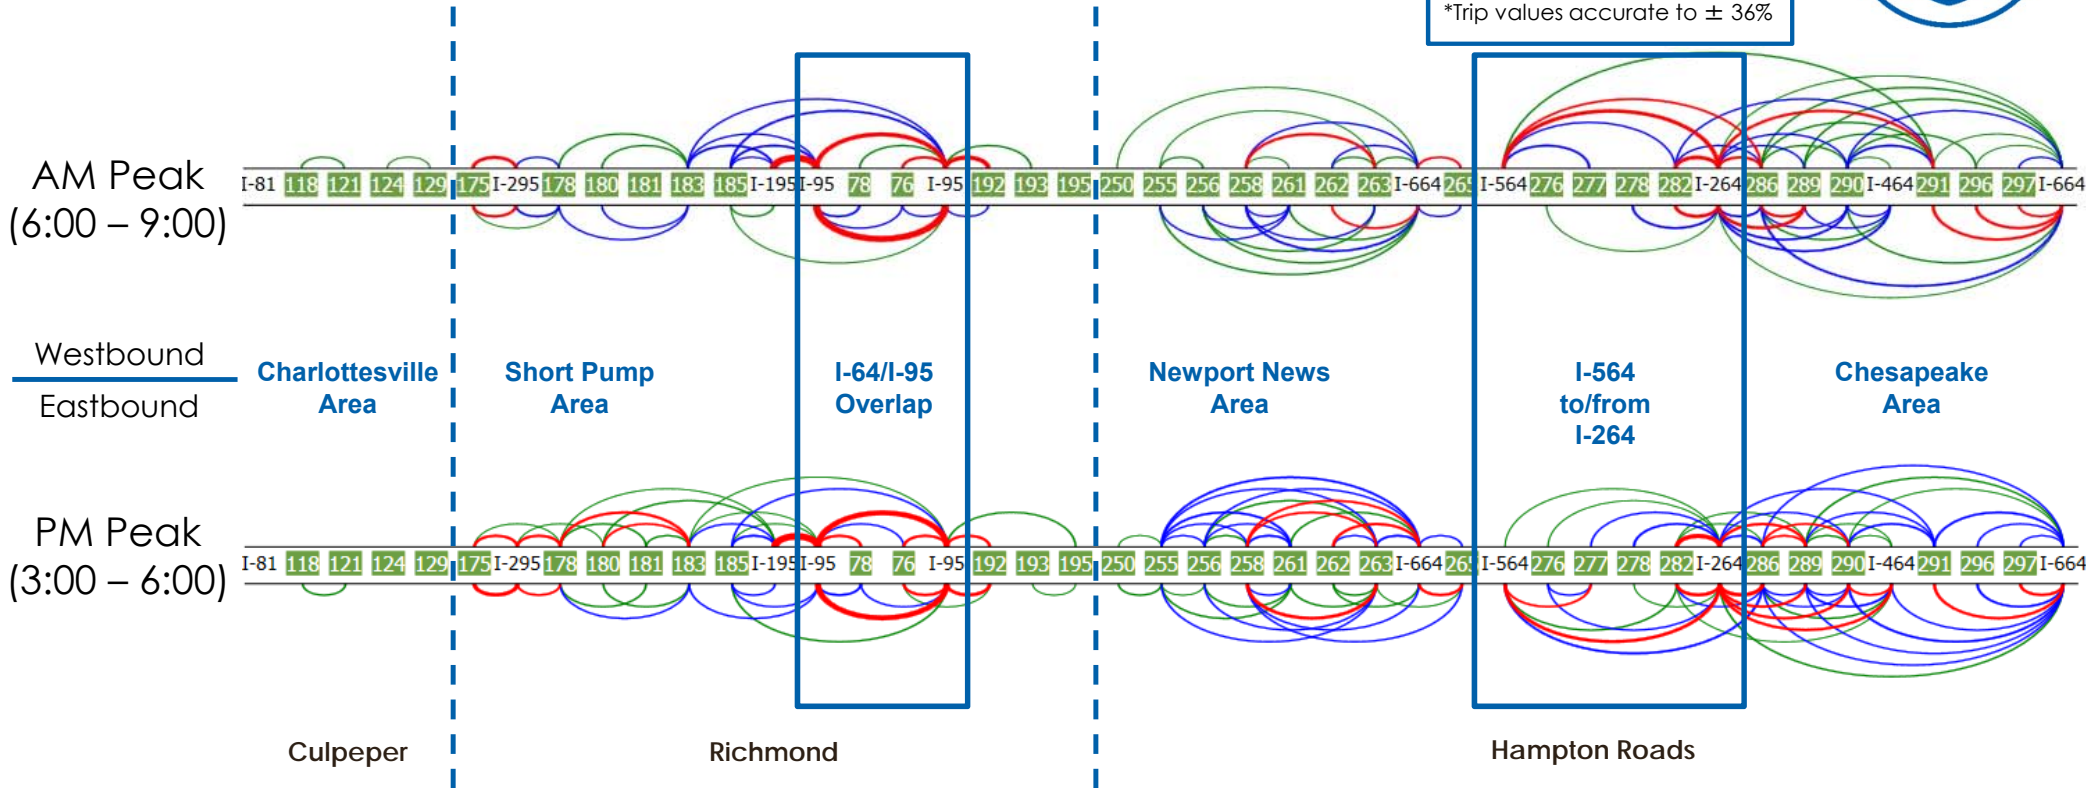 *Trip values accurate to ± 36%
AM Peak
(6:00 – 9:00)
I-81 118 121 124 129 175 I-295 178 180 181 183 185 I-195 I-95 78 76 I-95 192 193 195 250 255 256 258 261 262 263 I-664 265 I-564 276 277 278 282 I-264 286 289 290 I-464 291 296 297 I-664
Westbound
Eastbound
Charlottesville
Area
Short Pump
Area
I-64/I-95
Overlap
Newport News
Area
I-564
to/from
I-264
Chesapeake
Area
PM Peak
(3:00 – 6:00)
I-81 118 121 124 129 175 I-295 178 180 181 183 185 I-195 I-95 78 76 I-95 192 193 195 250 255 256 258 261 262 263 I-664 265 I-564 276 277 278 282 I-264 286 289 290 I-464 291 296 297 I-664
Culpeper
Richmond
Hampton Roads